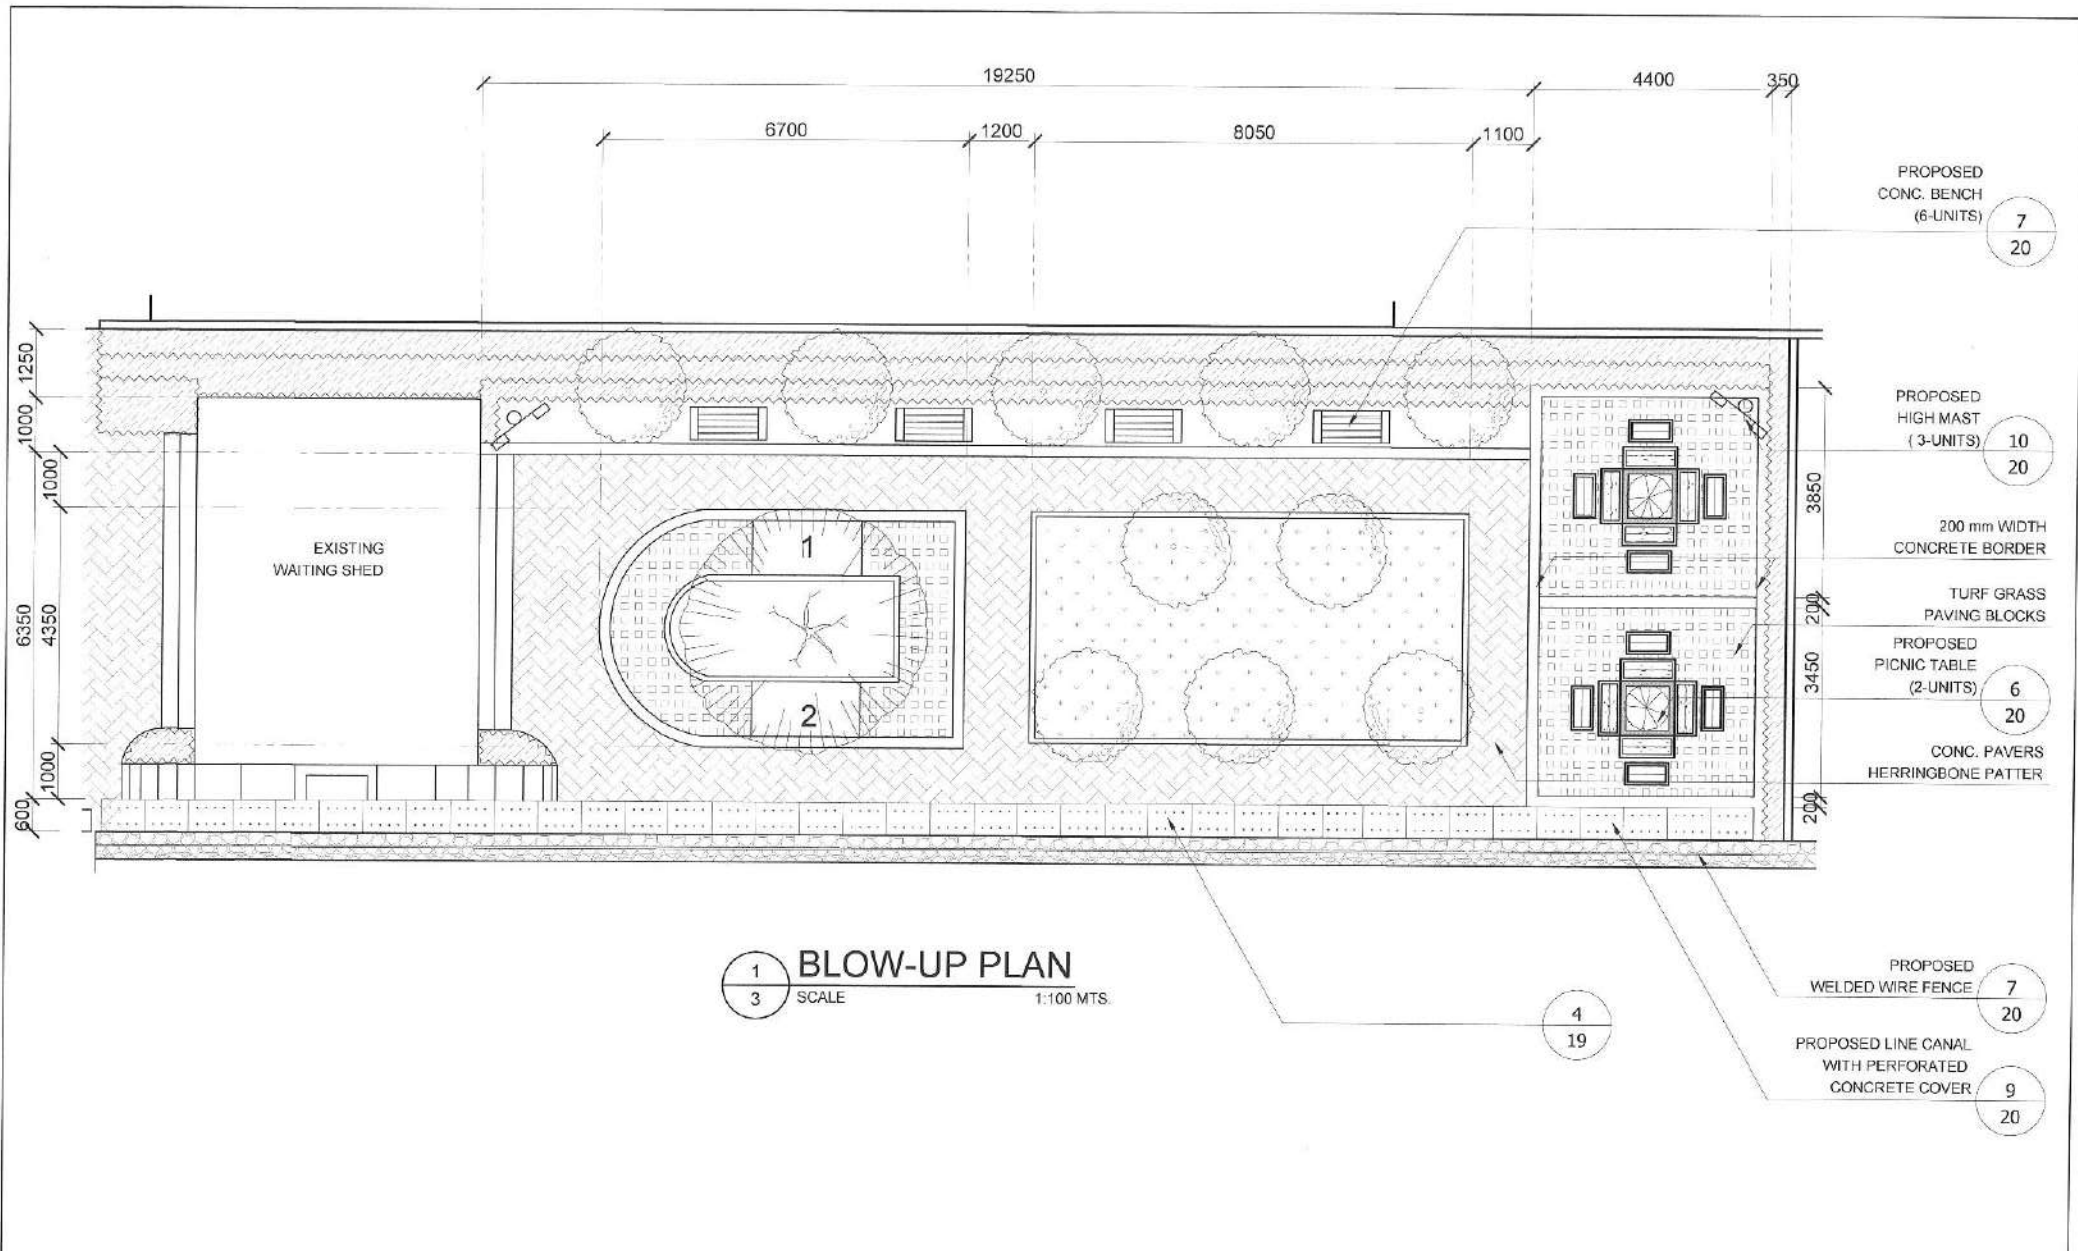 19250
4400
350
6700
1200
8050
1100
PROPOSED
CONC. BENCH
(6-UNITS)
7
20
1250
1000
1000
6350
4350
1000
600
EXISTING
WAITING SHED
1
2
PROPOSED
HIGH MAST
( 3-UNITS)
10
20
3850
200 mm WIDTH
CONCRETE BORDER
200
TURF GRASS
PAVING BLOCKS
3450
PROPOSED
PICNIC TABLE
(2-UNITS)
6
20
CONC. PAVERS
HERRINGBONE PATTER
200
1
3
BLOW-UP PLAN
SCALE 1:100 MTS.
4
19
PROPOSED
WELDED WIRE FENCE
7
20
PROPOSED LINE CANAL
WITH PERFORATED
CONCRETE COVER
9
20